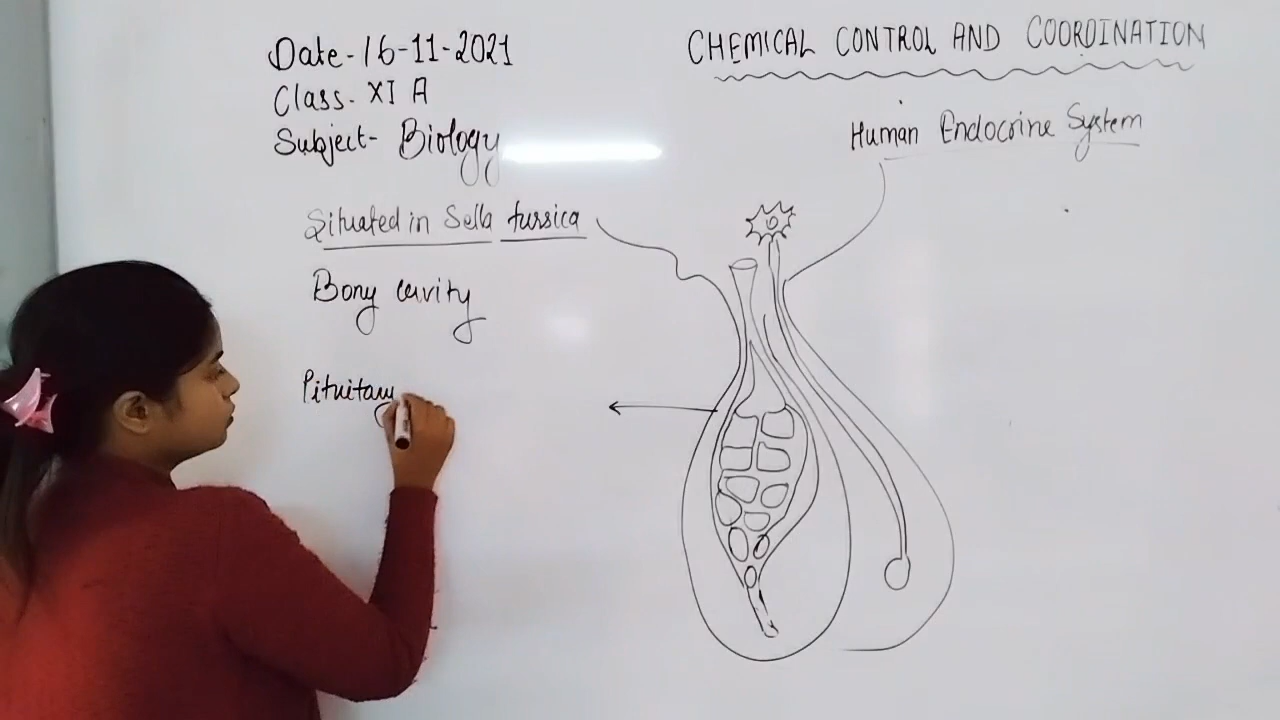 Date-16-11-2021
Class- XI A
Subject- Biology
CHEMICAL CONTROL AND COORDINATION
Human Endocrine System
Situated in Sella tursica
Bony cavity
Pituitary